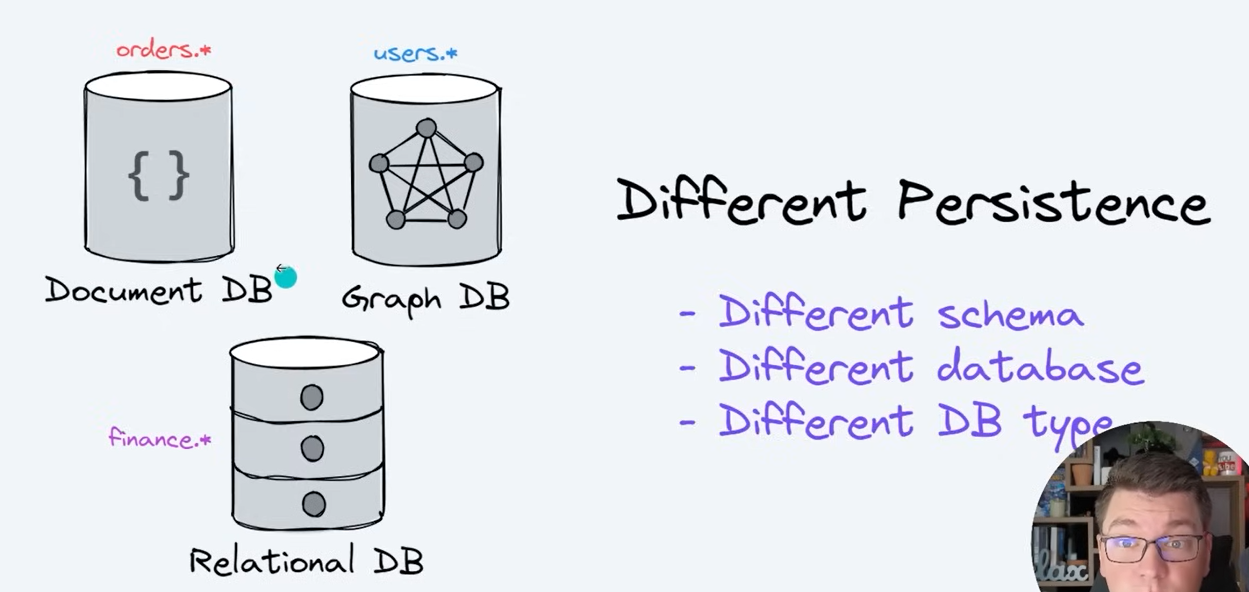 orders.*
users.*
{ }
Document DB
Graph DB
finance.*
Relational DB
Different Persistence
- Different schema
- Different database
- Different DB type